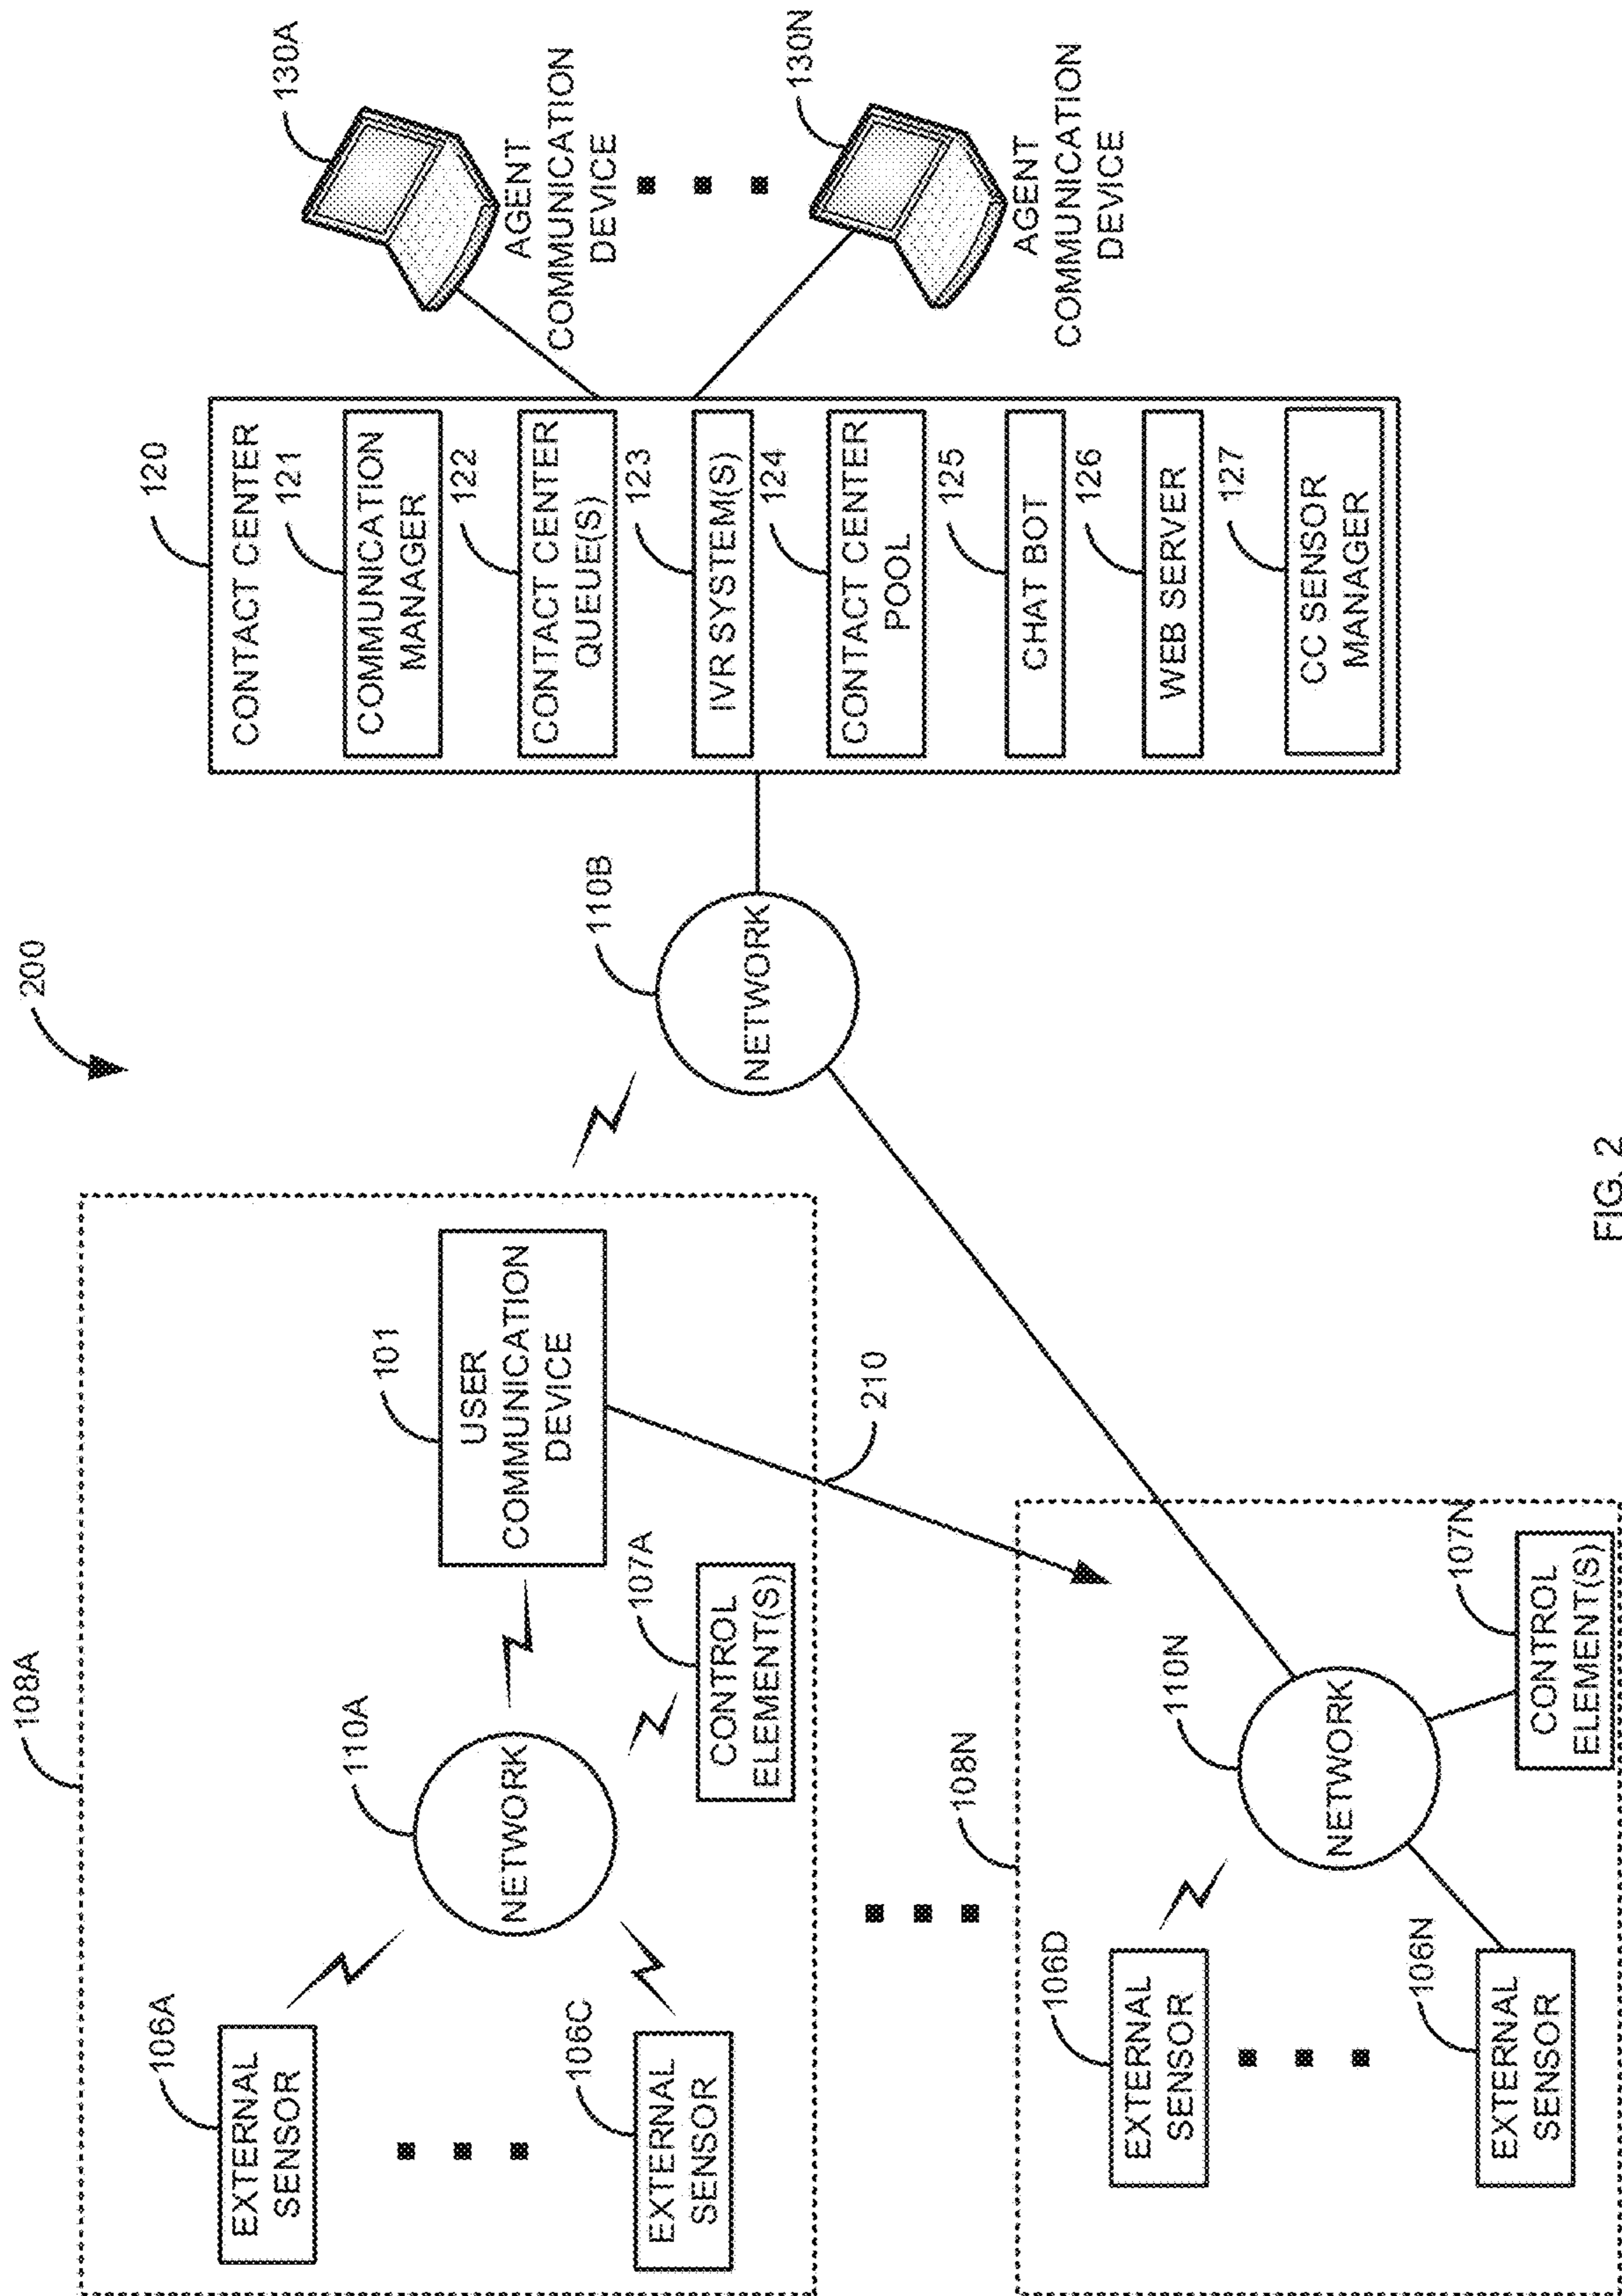 200
108A
106A
EXTERNAL
SENSOR
106C
EXTERNAL
SENSOR
110A
NETWORK
101
USER
COMMUNICATION
DEVICE
107A
CONTROL
ELEMENT(S)
210
108N
106D
EXTERNAL
SENSOR
106N
EXTERNAL
SENSOR
110N
NETWORK
107N
CONTROL
ELEMENT(S)
110B
NETWORK
120
CONTACT CENTER
121
COMMUNICATION
MANAGER
122
CONTACT CENTER
QUEUE(S)
123
IVR SYSTEM(S)
124
CONTACT CENTER
POOL
125
CHAT BOT
126
WEB SERVER
127
CC SENSOR
MANAGER
130A
AGENT
COMMUNICATION
DEVICE
130N
AGENT
COMMUNICATION
DEVICE
FIG. 2